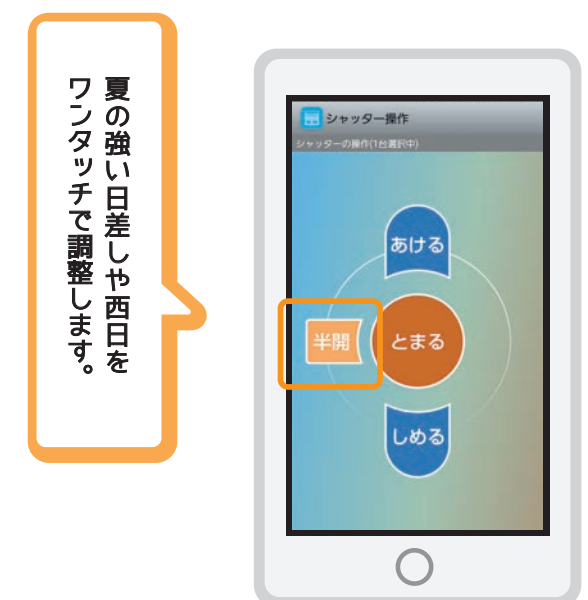 夏の強い日差しや西日を
ワンタッチで調整します。
シャッター操作
シャッターの操作(1台選択中)
あける
半開
とまる
しめる